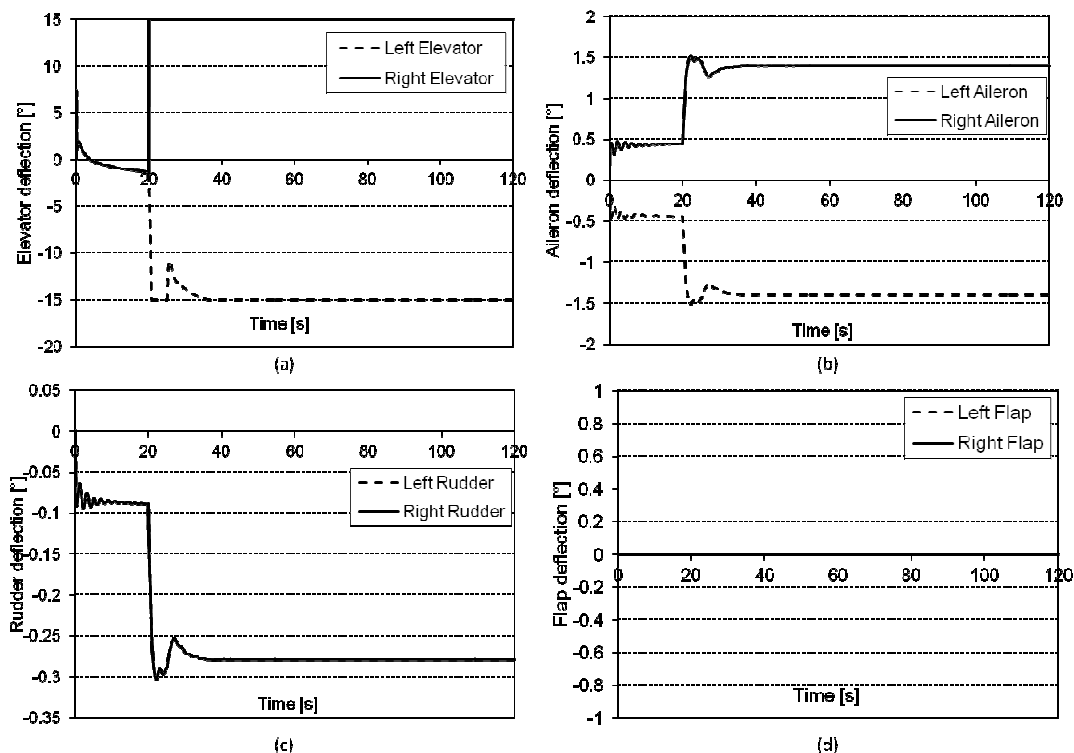 15
10
5
0
-5
-10
-15
-20
0 20 40 60 80 100 120
Elevator deflection [°]
Left Elevator
Right Elevator
Time [s]
(a)
2
1.5
1
0.5
0
-0.5
-1
-1.5
-2
0 20 40 60 80 100 120
Aileron deflection [°]
Left Aileron
Right Aileron
Time [s]
(b)
0.05
0
-0.05
-0.1
-0.15
-0.2
-0.25
-0.3
-0.35
0 20 40 60 80 100 120
Rudder deflection [°]
Left Rudder
Right Rudder
Time [s]
(c)
1
0.8
0.6
0.4
0.2
0
-0.2
-0.4
-0.6
-0.8
-1
0 20 40 60 80 100 120
Flap deflection [°]
Left Flap
Right Flap
Time [s]
(d)